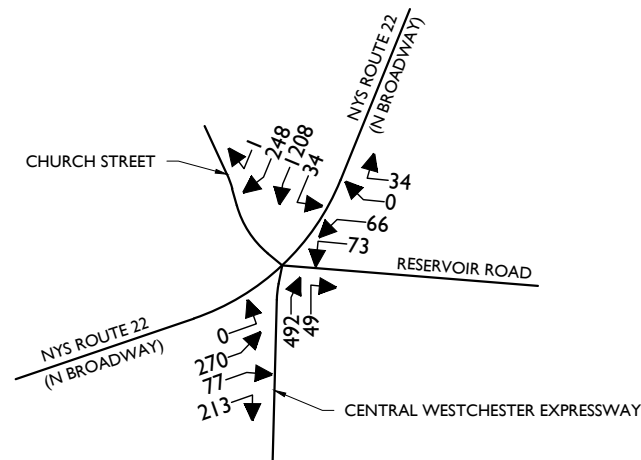 NYS ROUTE 22
(N BROADWAY)
CHURCH STREET
1
248
1208
34
34
0
66
73
RESERVOIR ROAD
492
49
NYS ROUTE 22
(N BROADWAY)
0
270
77
213
CENTRAL WESTCHESTER EXPRESSWAY